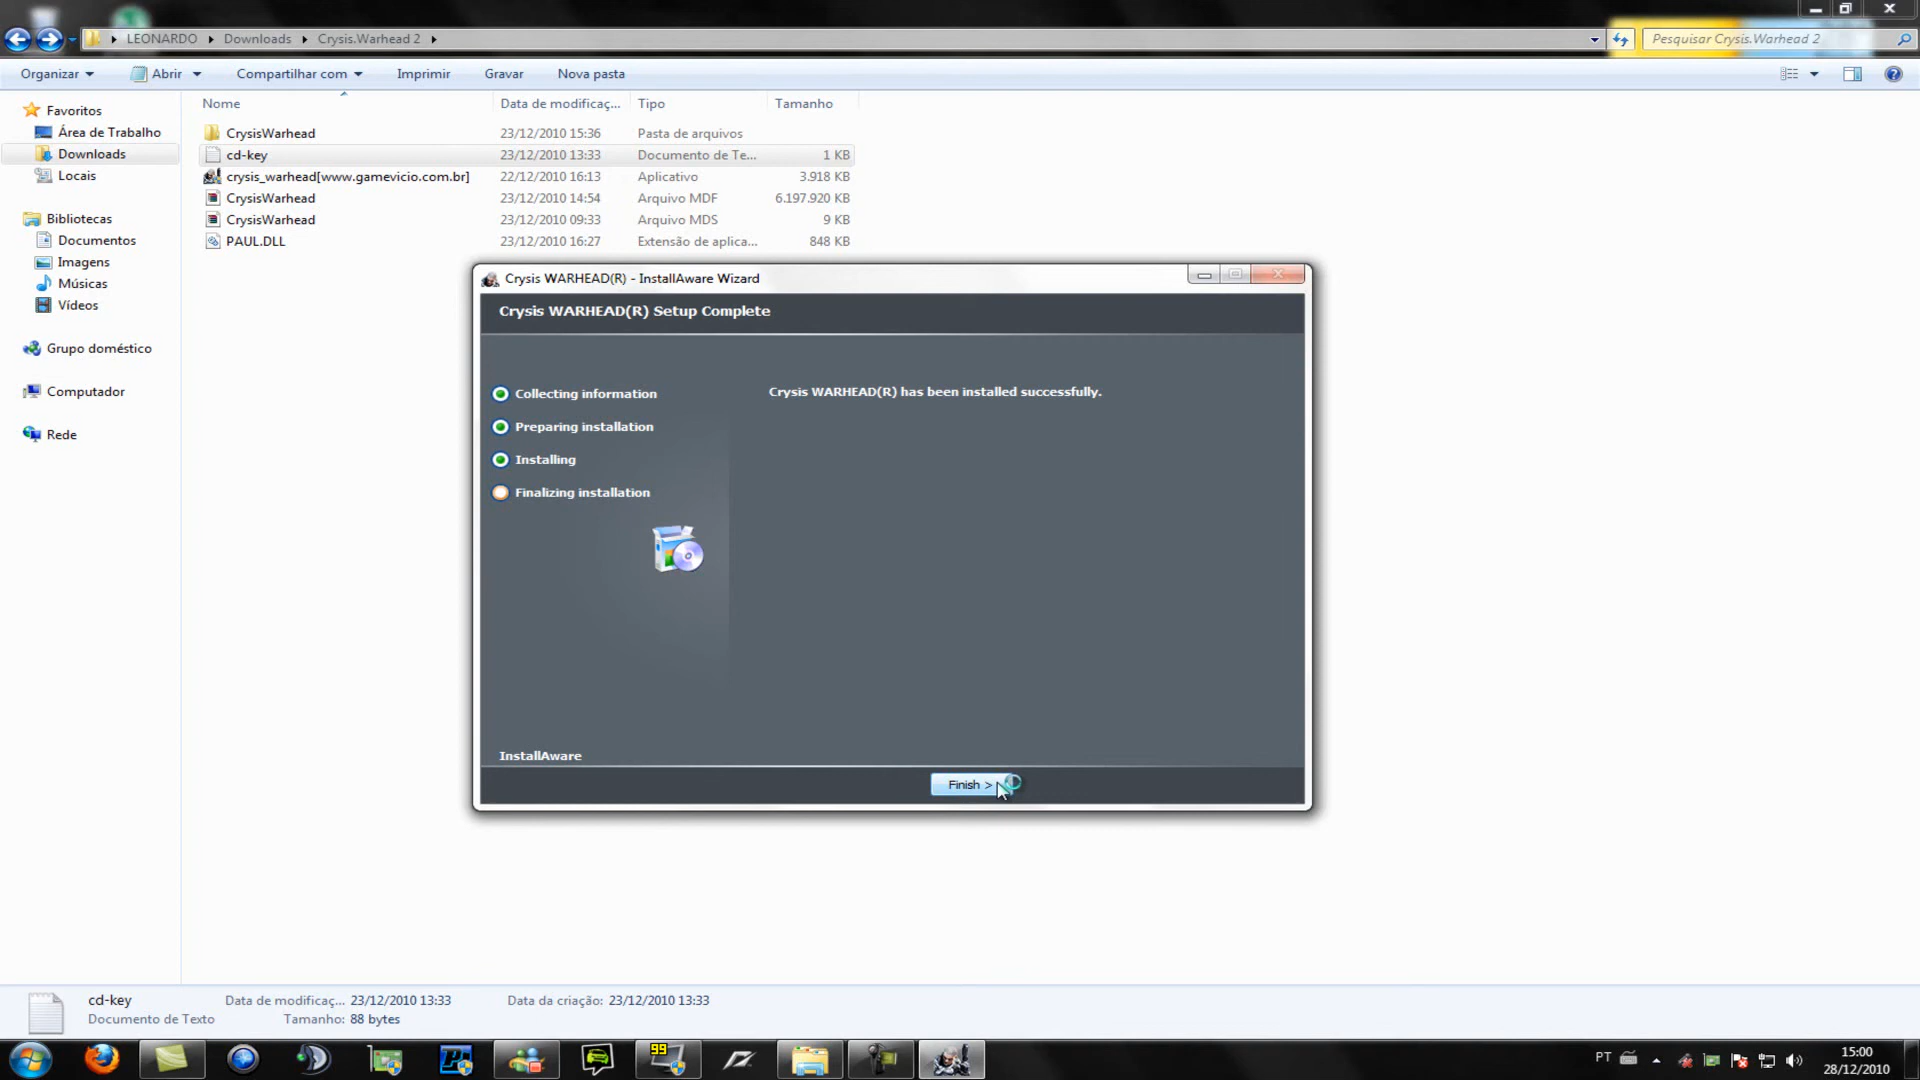 LEONARDO Downloads Crysis.Warhead 2
Pesquisar Crysis.Warhead 2
Organizar Abrir Compartilhar com Imprimir Gravar Nova pasta
Nome Data de modificaç... Tipo Tamanho
Favoritos
Área de Trabalho
Downloads
Locais
Bibliotecas
Documentos
Imagens
Músicas
Vídeos
Grupo doméstico
Computador
Rede
CrysisWarhead 23/12/2010 15:36 Pasta de arquivos
cd-key 23/12/2010 13:33 Documento de Te... 1 KB
crysis_warhead[www.gamevicio.com.br] 22/12/2010 16:13 Aplicativo 3.918 KB
CrysisWarhead 23/12/2010 14:54 Arquivo MDF 6.197.920 KB
CrysisWarhead 23/12/2010 09:33 Arquivo MDS 9 KB
PAUL.DLL 23/12/2010 16:27 Extensão de aplica... 848 KB
Crysis WARHEAD(R) - InstallAware Wizard
Crysis WARHEAD(R) Setup Complete
Collecting information
Preparing installation
Installing
Finalizing installation
Crysis WARHEAD(R) has been installed successfully.
InstallAware
Finish >
cd-key Data de modificaç... 23/12/2010 13:33 Data da criação: 23/12/2010 13:33
Documento de Texto Tamanho: 88 bytes
99
PT
15:00
28/12/2010